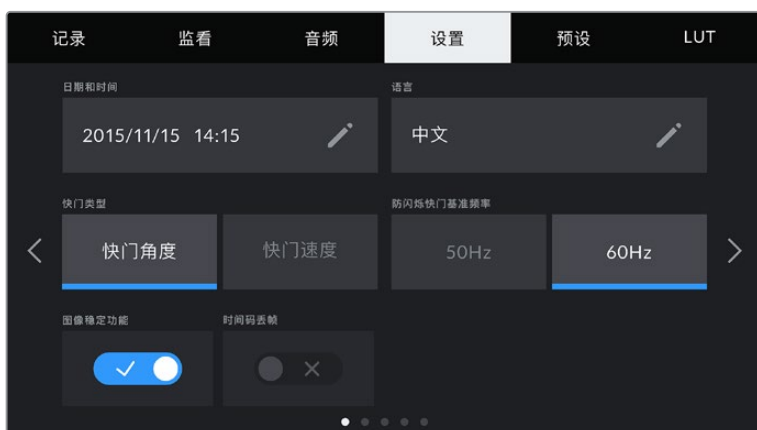 记录 监看 音频 设置 预设 LUT
日期和时间 语言
2015/11/15 14:15 中文
快门类型 防闪烁快门基准频率
快门角度 快门速度 50Hz 60Hz
图像稳定功能 时间码丢帧